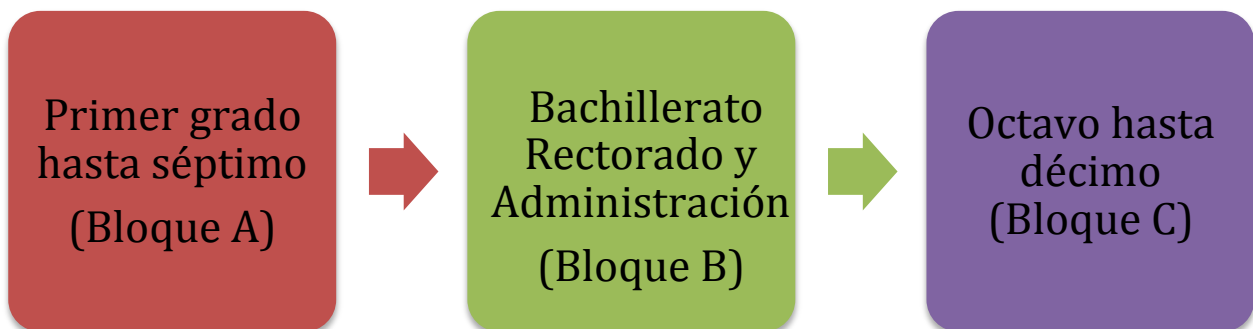 Primer grado
hasta séptimo
(Bloque A)
Bachillerato
Rectorado y
Administración
(Bloque B)
Octavo hasta
décimo
(Bloque C)